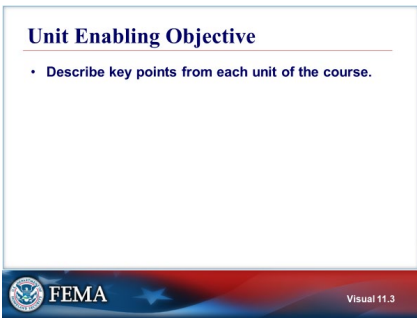 Unit Enabling Objective
• Describe key points from each unit of the course.
FEMA
Visual 11.3